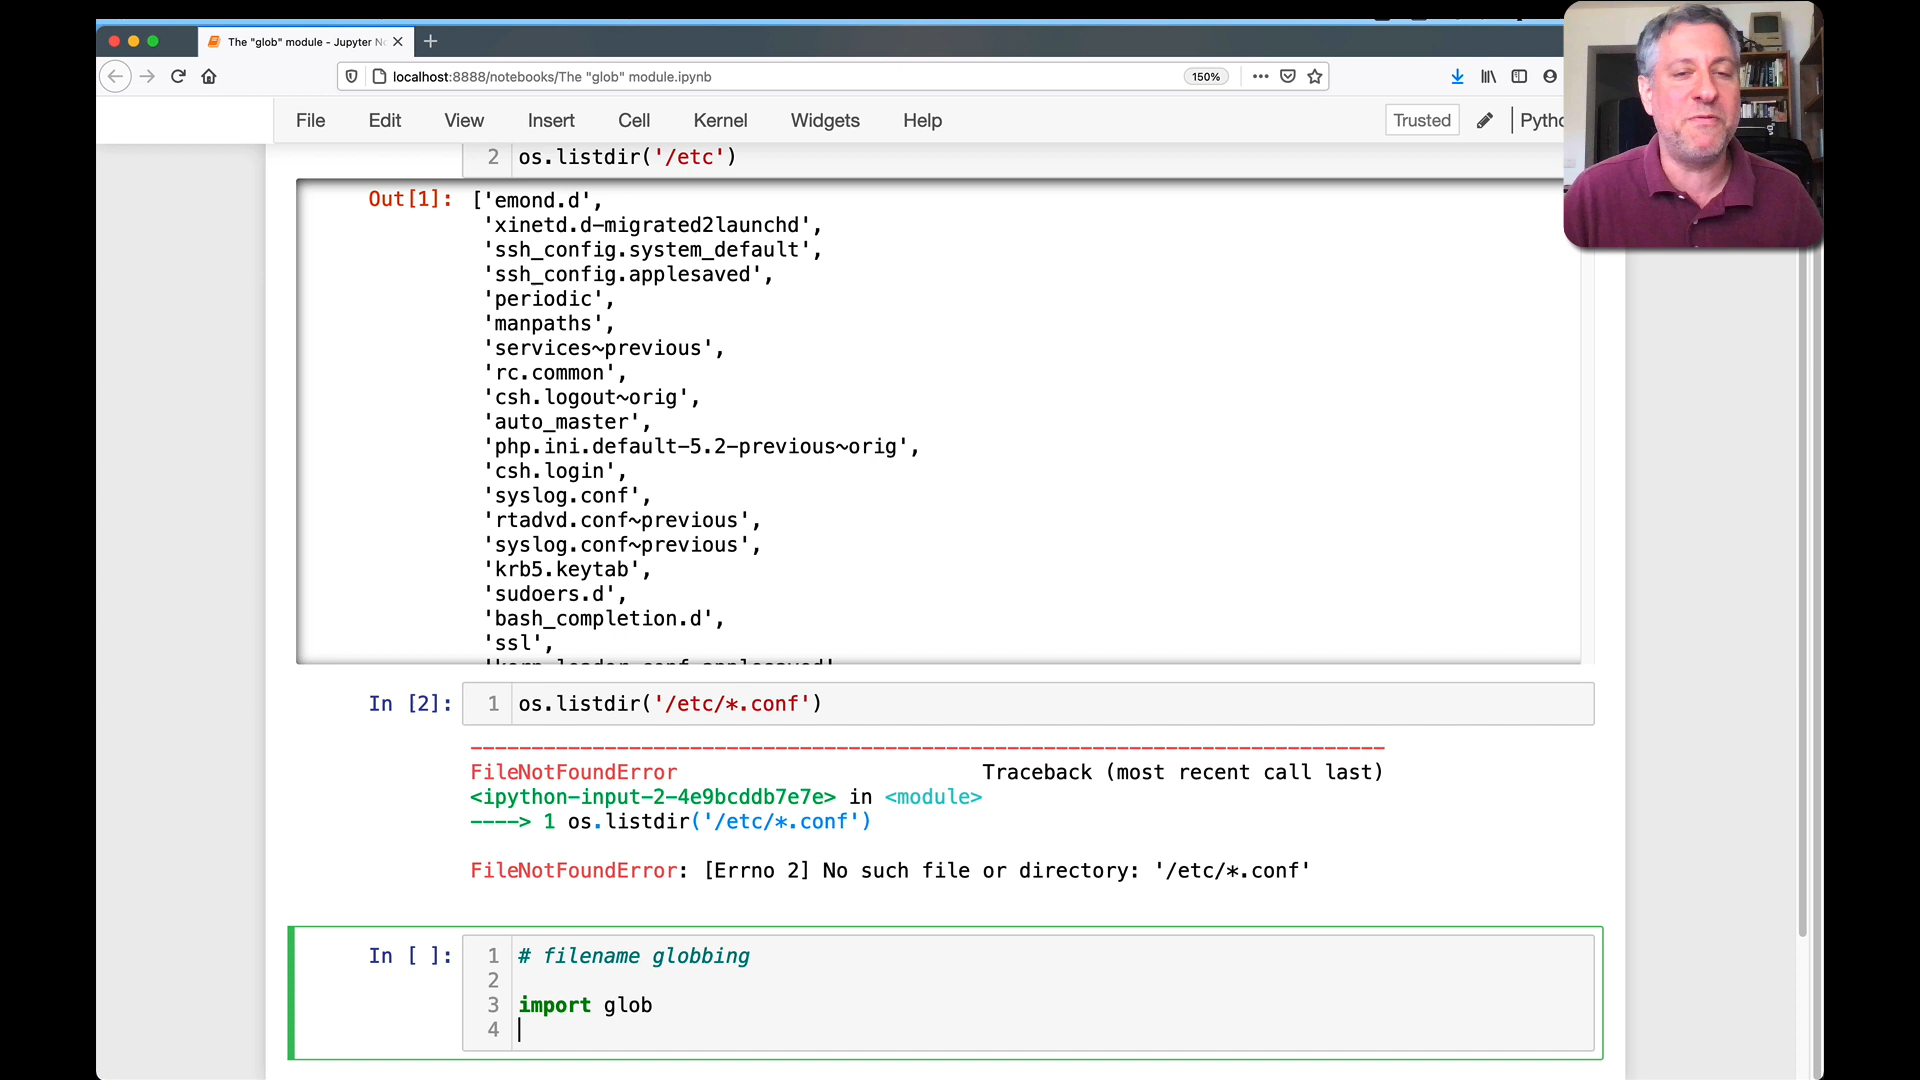 The "glob" module - Jupyter No
localhost:8888/notebooks/The "glob" module.ipynb
150%
File Edit View Insert Cell Kernel Widgets Help
Trusted
Pytho
2 os.listdir('/etc')
Out[1]: ['emond.d',
'xinetd.d-migrated2launchd',
'ssh_config.system_default',
'ssh_config.applesaved',
'periodic',
'manpaths',
'services~previous',
'rc.common',
'csh.logout~orig',
'auto_master',
'php.ini.default-5.2-previous~orig',
'csh.login',
'syslog.conf',
'rtadvd.conf~previous',
'syslog.conf~previous',
'krb5.keytab',
'sudoers.d',
'bash_completion.d',
'ssl',
In [2]: 1 os.listdir('/etc/*.conf')
---------------------------------------------------------------------------
FileNotFoundError Traceback (most recent call last)
<ipython-input-2-4e9bcddb7e7e> in <module>
----> 1 os.listdir('/etc/*.conf')
FileNotFoundError: [Errno 2] No such file or directory: '/etc/*.conf'
In [ ]: 1 # filename globbing
2
3 import glob
4